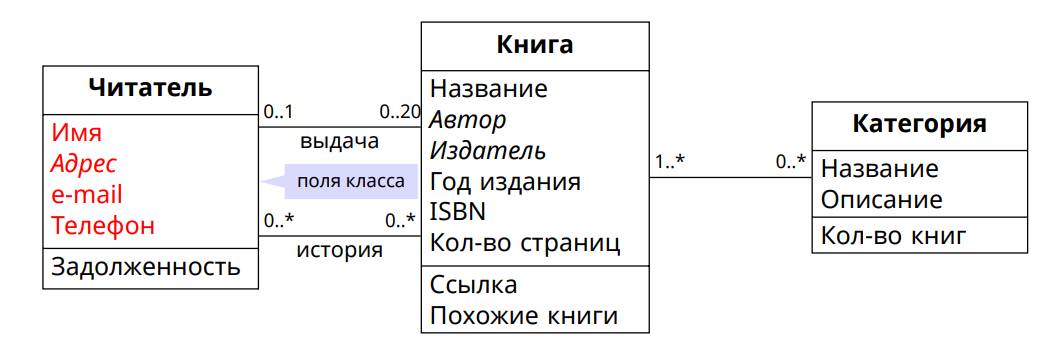 Читатель
Имя
Адрес
e-mail
Телефон
Задолженность
0..1
0..20
выдача
поля класса
0..*
0..*
история
Книга
Название
Автор
Издатель
Год издания
ISBN
Кол-во страниц
Ссылка
Похожие книги
1..*
0..*
Категория
Название
Описание
Кол-во книг